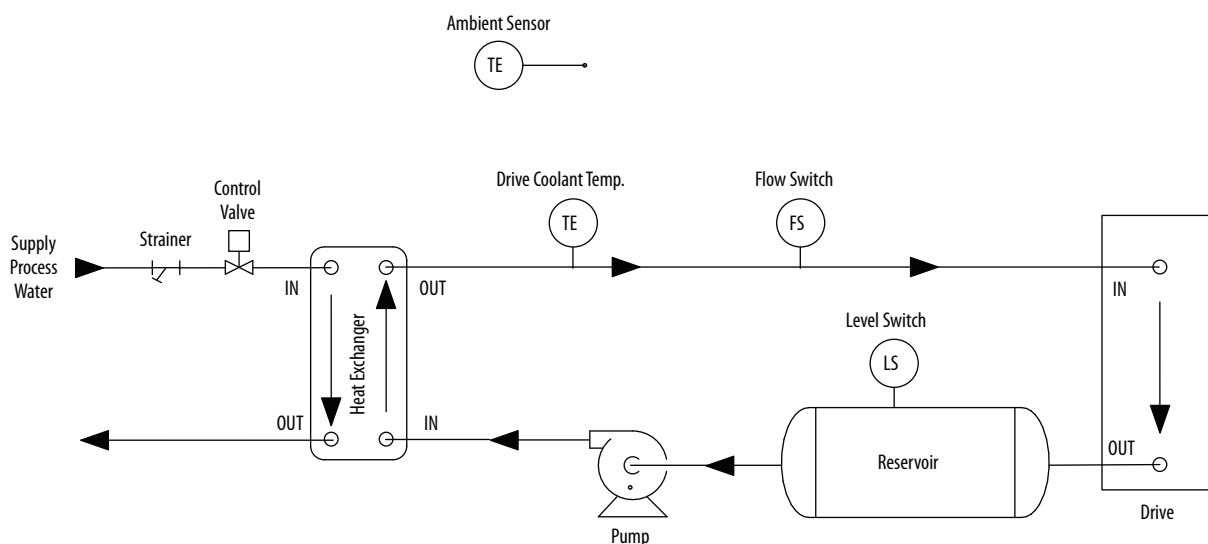 Ambient Sensor
TE
Drive Coolant Temp.
TE
Flow Switch
FS
Control
Valve
Strainer
Supply
Process
Water
IN
OUT
IN
Heat Exchanger
Level Switch
LS
OUT
IN
OUT
Reservoir
Pump
Drive